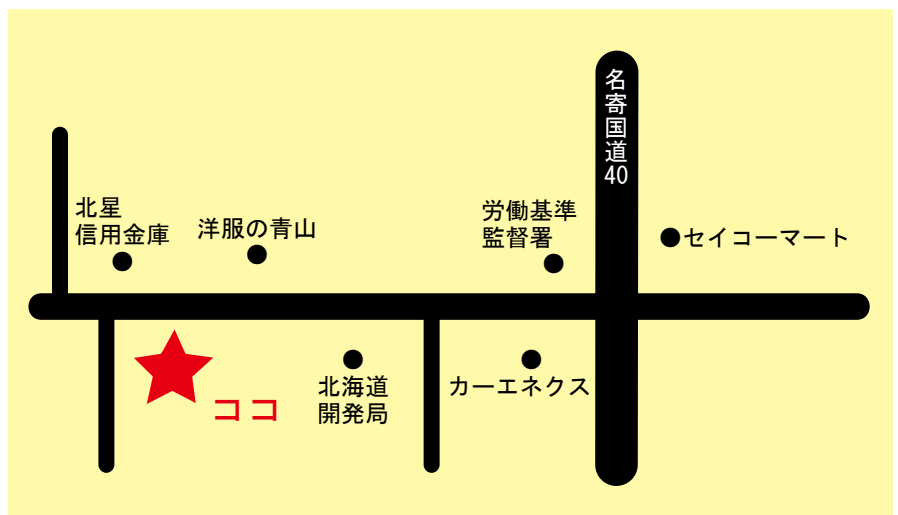 名寄国道40
北星
信用金庫
洋服の青山
労働基準
監督署
セイコーマート
北海道
開発局
カーエネクス
ココ